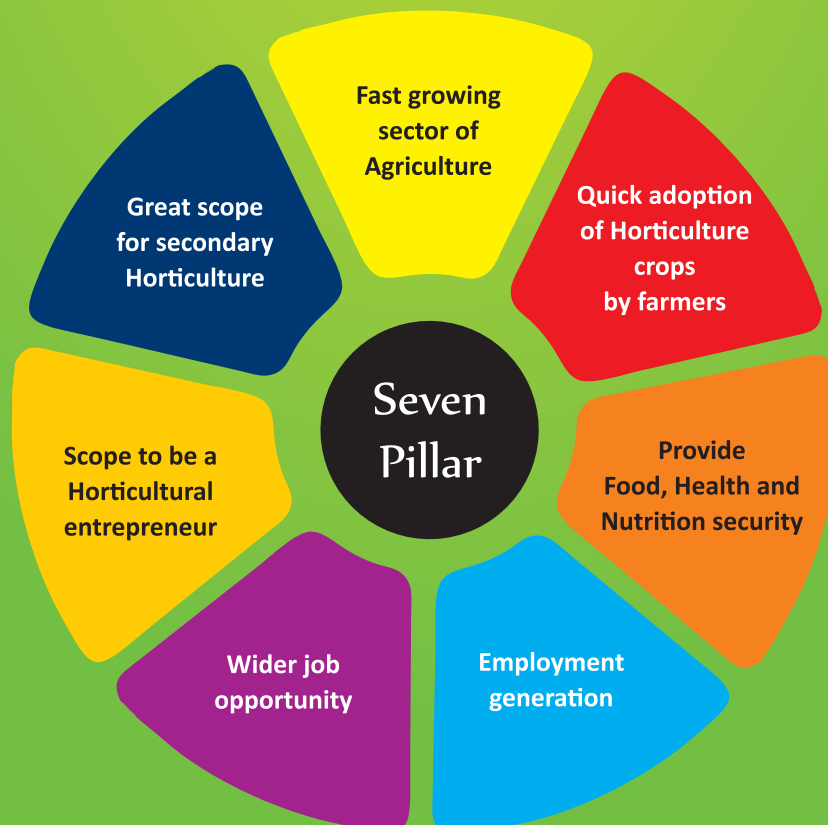 Fast growing
sector of
Agriculture
Quick adoption
of Horticulture
crops
by farmers
Provide
Food, Health and
Nutrition security
Employment
generation
Wider job
opportunity
Scope to be a
Horticultural
entrepreneur
Great scope
for secondary
Horticulture
Seven
Pillar